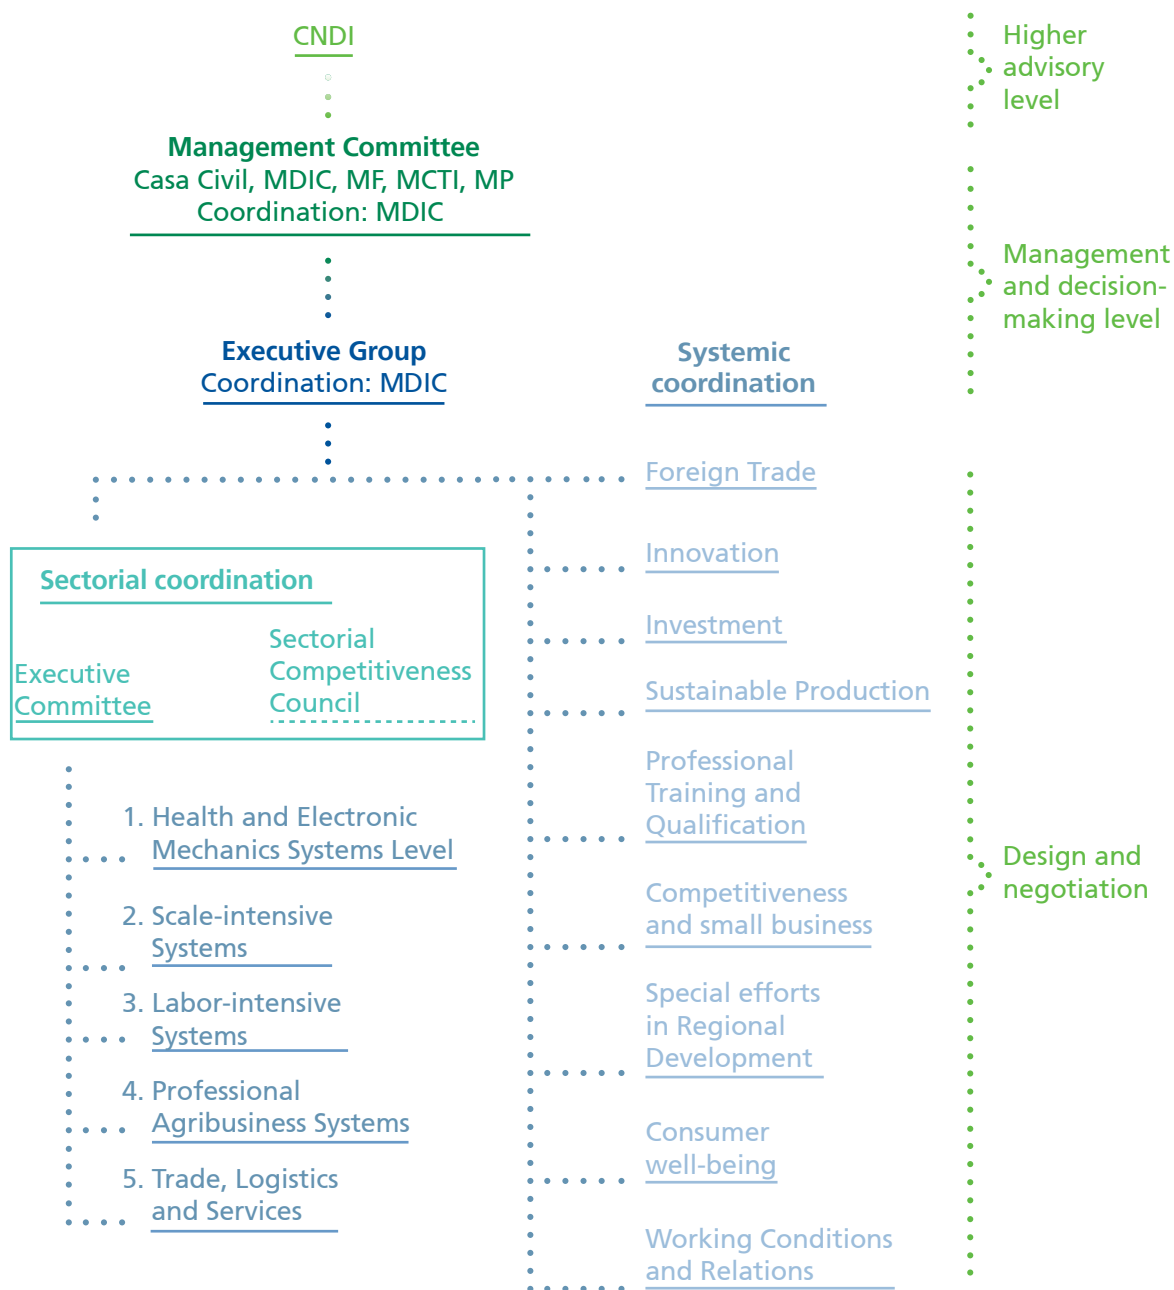 CNDI
Management Committee
Casa Civil, MDIC, MF, MCTI, MP
Coordination: MDIC
Executive Group
Coordination: MDIC
Sectorial coordination
Executive
Committee
Sectorial
Competitiveness
Council
1. Health and Electronic
Mechanics Systems Level
2. Scale-intensive
Systems
3. Labor-intensive
Systems
4. Professional
Agribusiness Systems
5. Trade, Logistics
and Services
Systemic
coordination
Foreign Trade
Innovation
Investment
Sustainable Production
Professional
Training and
Qualification
Competitiveness
and small business
Special efforts
in Regional
Development
Consumer
well-being
Working Conditions
and Relations
Higher
advisory
level
Management
and decision-
making level
Design and
negotiation